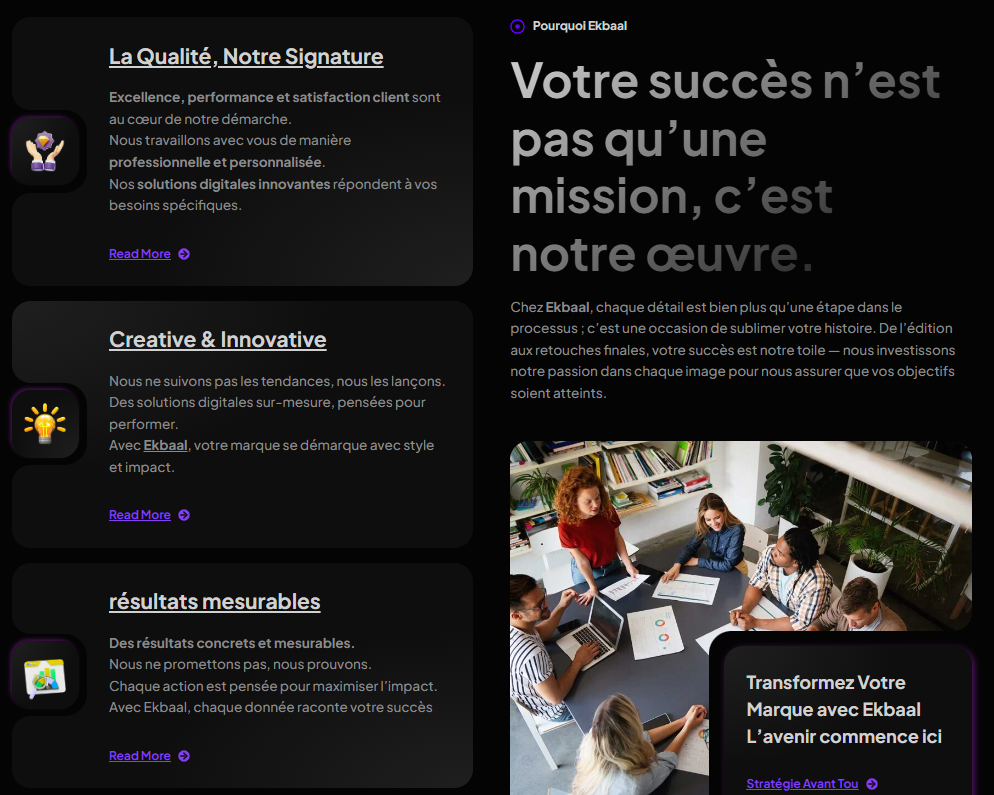 La Qualité, Notre Signature
Excellence, performance et satisfaction client sont
au cœur de notre démarche.
Nous travaillons avec vous de manière
professionnelle et personnalisée.
Nos solutions digitales innovantes répondent à vos
besoins spécifiques.
Read More
Creative & Innovative
Nous ne suivons pas les tendances, nous les lançons.
Des solutions digitales sur-mesure, pensées pour
performer.
Avec Ekbaal, votre marque se démarque avec style
et impact.
Read More
résultats mesurables
Des résultats concrets et mesurables.
Nous ne promettons pas, nous prouvons.
Chaque action est pensée pour maximiser l’impact.
Avec Ekbaal, chaque donnée raconte votre succès
Read More
Pourquoi Ekbaal
Votre succès n’est
pas qu’une
mission, c’est
notre œuvre.
Chez Ekbaal, chaque détail est bien plus qu’une étape dans le
processus ; c’est une occasion de sublimer votre histoire. De l’édition
aux retouches finales, votre succès est notre toile — nous investissons
notre passion dans chaque image pour nous assurer que vos objectifs
soient atteints.
Transformez Votre
Marque avec Ekbaal
L’avenir commence ici
Stratégie Avant Tou